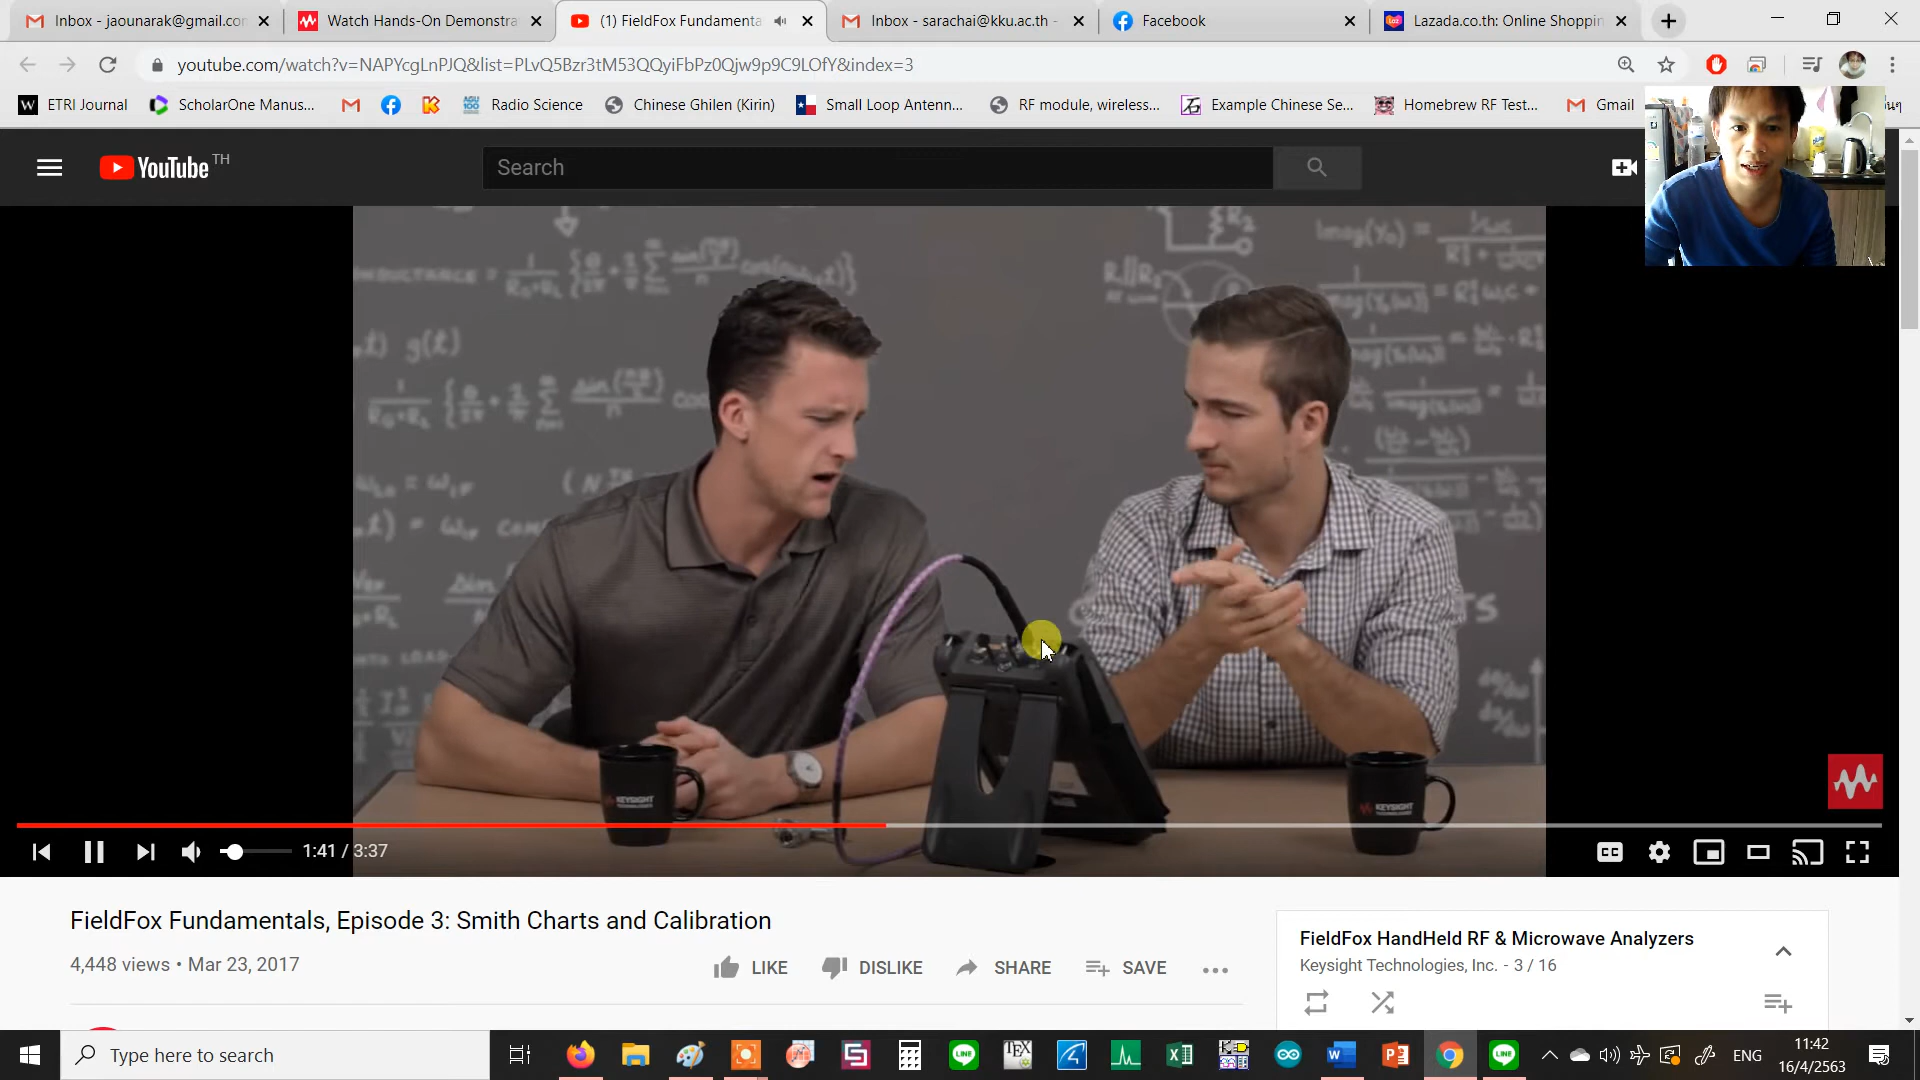 Inbox - jaounarak@gmail.con
Watch Hands-On Demonstra
(1) FieldFox Fundamenta
Inbox - sarachai@kku.ac.th -
Facebook
Lazada.co.th: Online Shoppin
youtube.com/watch?v=NAPYcgLnPJQ&list=PLvQ5Bzr3tM53QQyiFbPz0Qjw9p9C9LOfY&index=3
ETRI Journal
ScholarOne Manus...
Radio Science
Chinese Ghilen (Kirin)
Small Loop Antenn...
RF module, wireless...
Example Chinese Se...
Homebrew RF Test...
Gmail
YouTube TH
Search
KEYSIGHT
TECHNOLOGIES
KEYSIGHT
TECHNOLOGIES
1:41 / 3:37
FieldFox Fundamentals, Episode 3: Smith Charts and Calibration
4,448 views • Mar 23, 2017
LIKE
DISLIKE
SHARE
SAVE
FieldFox HandHeld RF & Microwave Analyzers
Keysight Technologies, Inc. - 3 / 16
Type here to search
ENG
11:42
16/4/2563